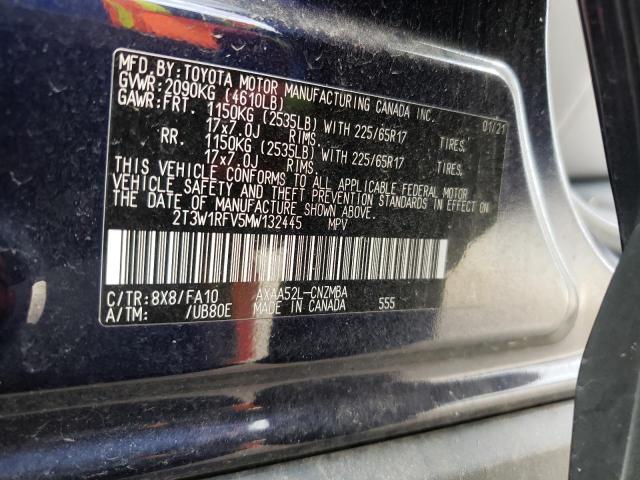 MFD. BY: TOYOTA MOTOR MANUFACTURING CANADA INC.
GVWR: 2090KG (4610LB) 01/21
GAWR: FRT. 1150KG (2535LB) WITH 225/65R17 TIRES,
17x7.0J RIMS.
RR. 1150KG (2535LB) WITH 225/65R17 TIRES,
17x7.0J RIMS.
THIS VEHICLE CONFORMS TO ALL APPLICABLE FEDERAL MOTOR
VEHICLE SAFETY AND THEFT PREVENTION STANDARDS IN EFFECT ON
THE DATE OF MANUFACTURE SHOWN ABOVE.
2T3W1RFV5MW132445 MPV
C/TR: 8X8/FA10 AXAA52L-CNZMBA
A/TM: /UB80E MADE IN CANADA 555